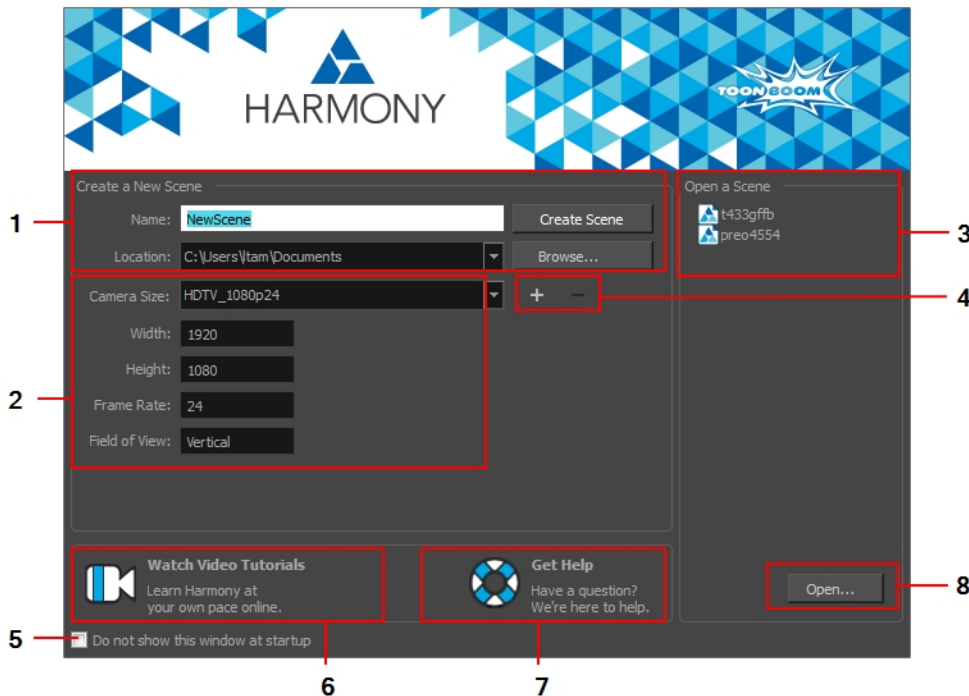 HARMONY
TOON BOOM
Create a New Scene
Open a Scene
1
Name: NewScene Create Scene
t433gffb
3
Location: C:\Users\ltam\Documents Browse...
preo4554
Camera Size: HDTV_1080p24 + -
4
Width: 1920
Height: 1080
2
Frame Rate: 24
Field of View: Vertical
Watch Video Tutorials
Learn Harmony at
your own pace online.
Get Help
Have a question?
We're here to help.
Open...
8
5
Do not show this window at startup
6
7